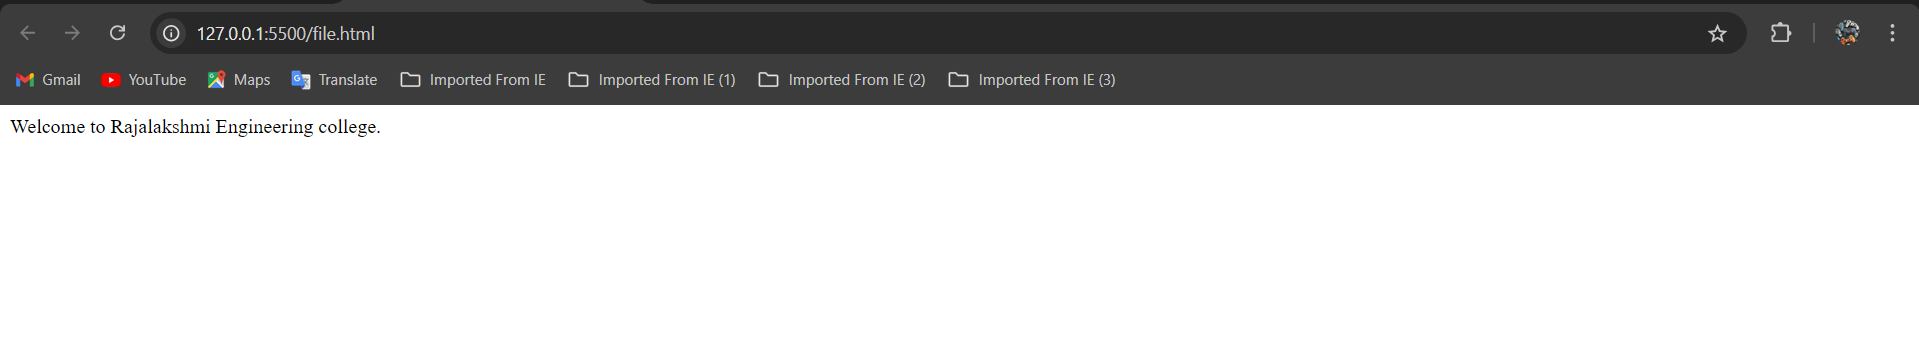 127.0.0.1:5500/file.html
Gmail YouTube Maps Translate Imported From IE Imported From IE (1) Imported From IE (2) Imported From IE (3)
Welcome to Rajalakshmi Engineering college.